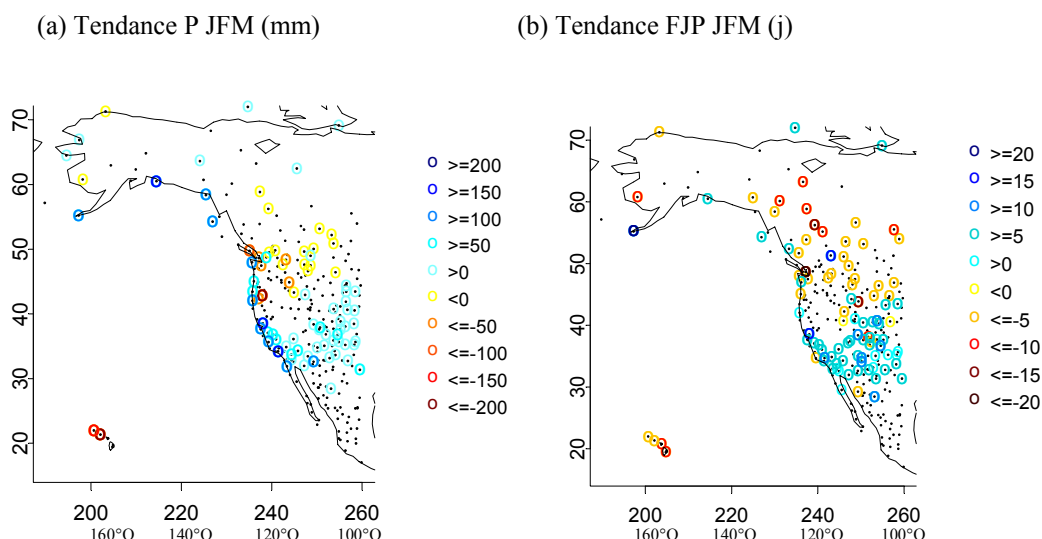 (a) Tendance P JFM (mm)
(b) Tendance FJP JFM (j)
70
60
50
40
30
20
200
220
240
260
160°O
140°O
120°O
100°O
O >=200
O >=150
O >=100
O >=50
O >0
O <0
O <=-50
O <=-100
O <=-150
O <=-200
70
60
50
40
30
20
200
220
240
260
160°O
140°O
120°O
100°O
O >=20
O >=15
O >=10
O >=5
O >0
O <0
O <=-5
O <=-10
O <=-15
O <=-20